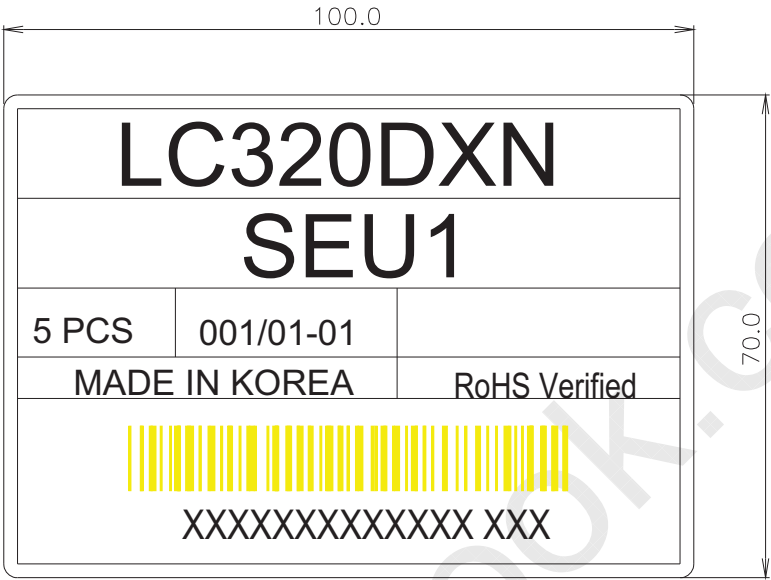 100.0
LC320DXN
SEU1
5 PCS 001/01-01
70.0
MADE IN KOREA RoHS Verified
XXXXXXXXXXXXX XXX